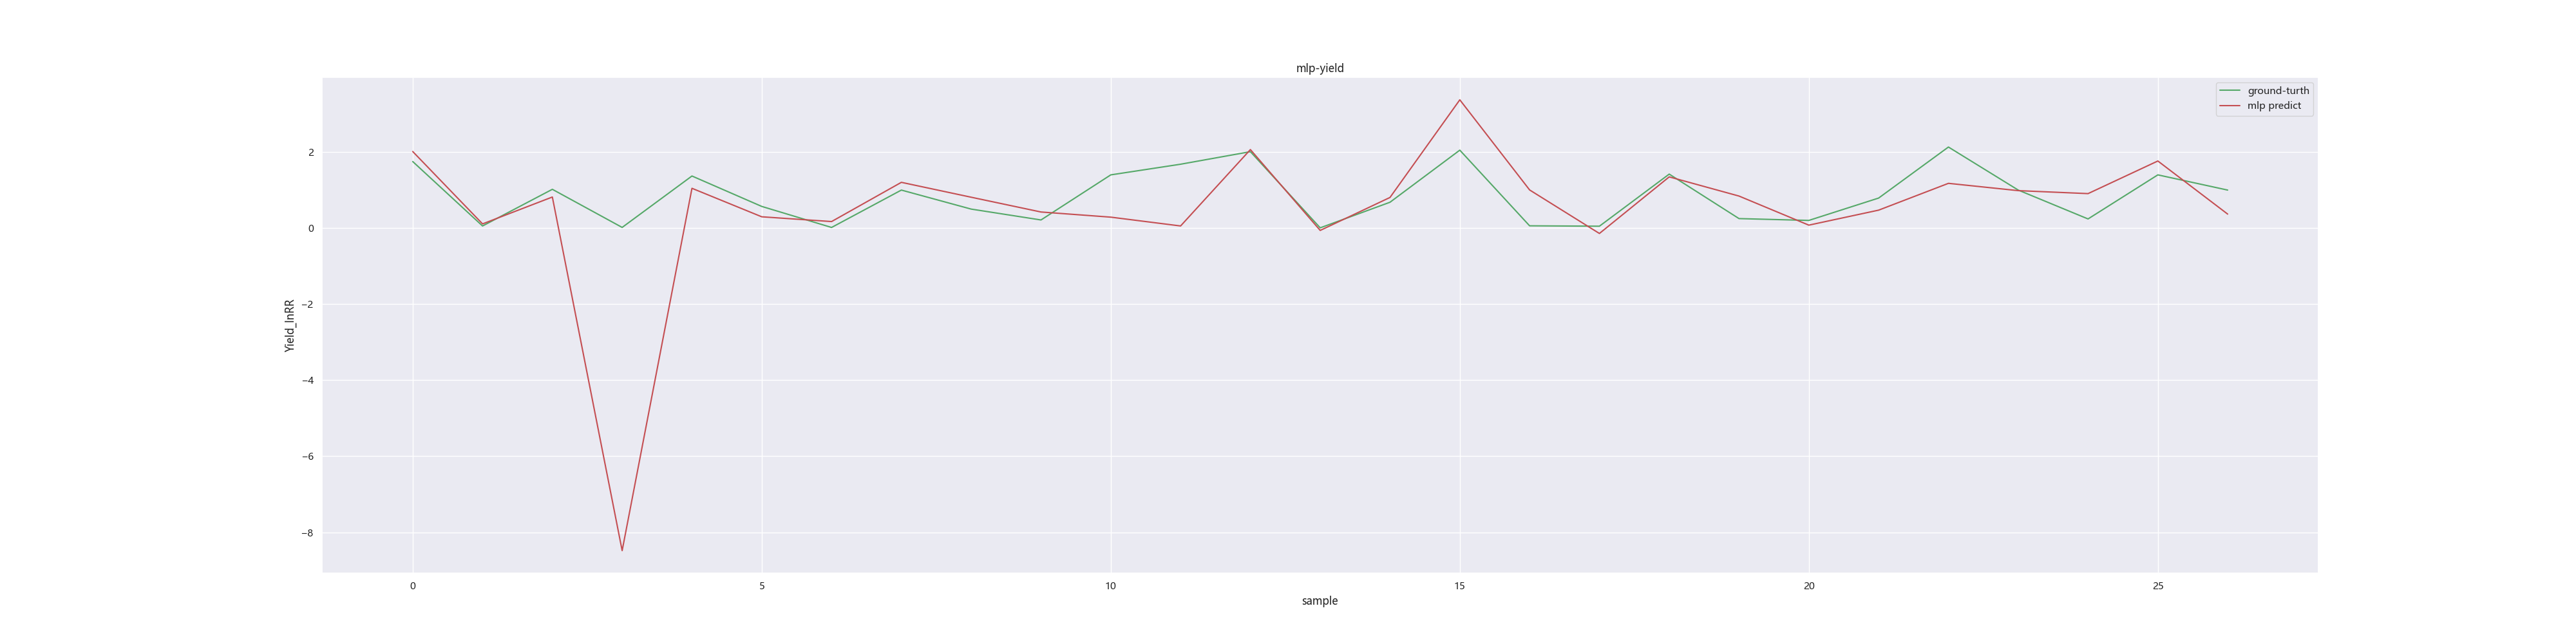 mlp-yield
ground-turth
mlp predict
2
0
−2
−4
−6
−8
Yield_lnRR
0 5 10 15 20 25
sample